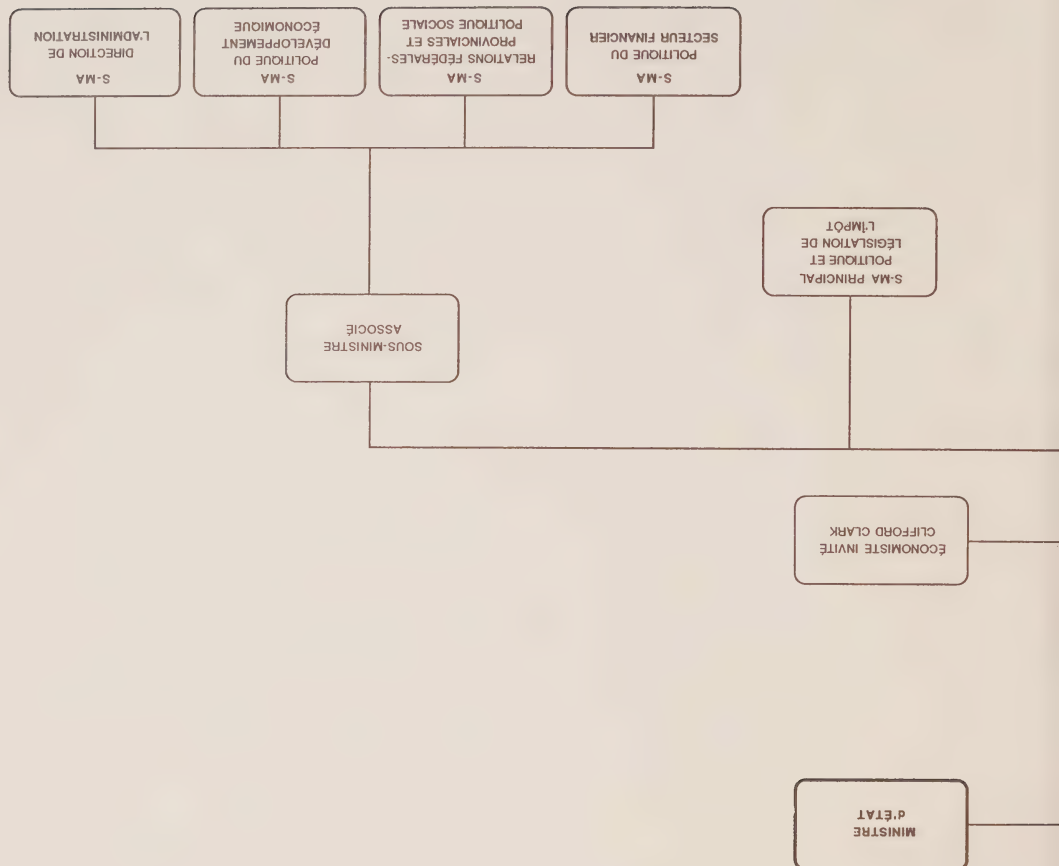 MINISTRE
d'ÉTAT
ÉCONOMISTE INVITÉ
CLIFFORD CLARK
SOUS-MINISTRE
ASSOCIÉ
S-MA PRINCIPAL
POLITIQUE ET
LÉGISLATION DE
L'IMPÔT
S-MA
POLITIQUE DU
SECTEUR FINANCIER
S-MA
RELATIONS FÉDÉRALES-
PROVINCIALES ET
POLITIQUE SOCIALE
S-MA
POLITIQUE DU
DÉVELOPPEMENT
ÉCONOMIQUE
S-MA
DIRECTION DE
L'ADMINISTRATION